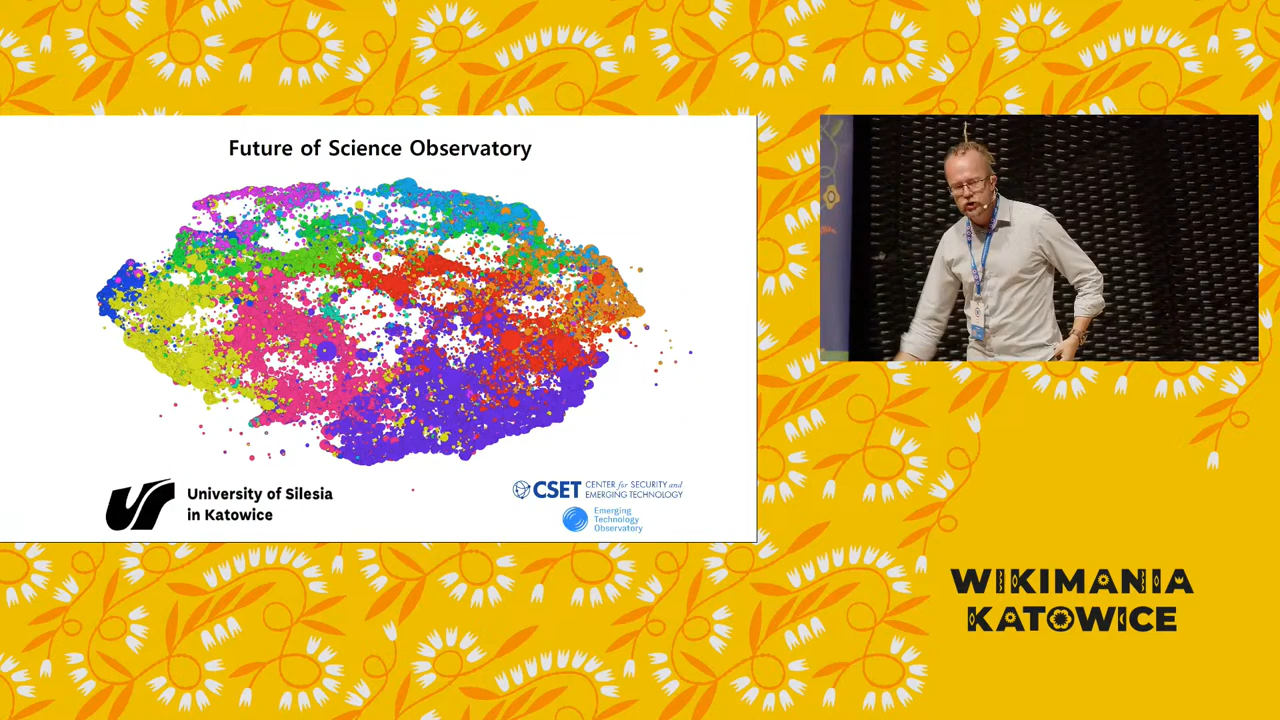 Future of Science Observatory
University of Silesia
in Katowice
CSET CENTER for SECURITY and
EMERGING TECHNOLOGY
Emerging
Technology
Observatory
WIKIMANIA
KATOWICE